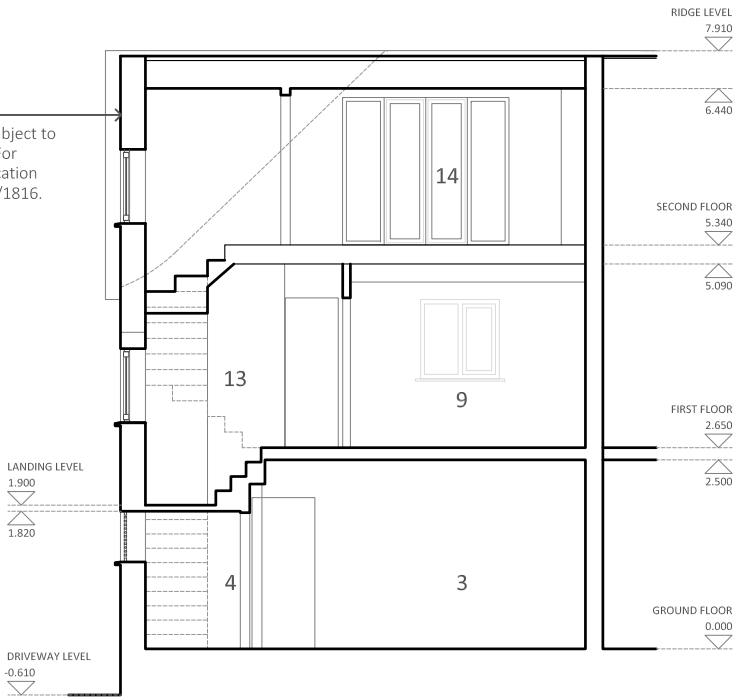 RIDGE LEVEL
7.910
6.440
bject to
For
cation
/1816.
14
SECOND FLOOR
5.340
5.090
13
9
FIRST FLOOR
2.650
2.500
LANDING LEVEL
1.900
1.820
4
3
GROUND FLOOR
0.000
DRIVEWAY LEVEL
-0.610